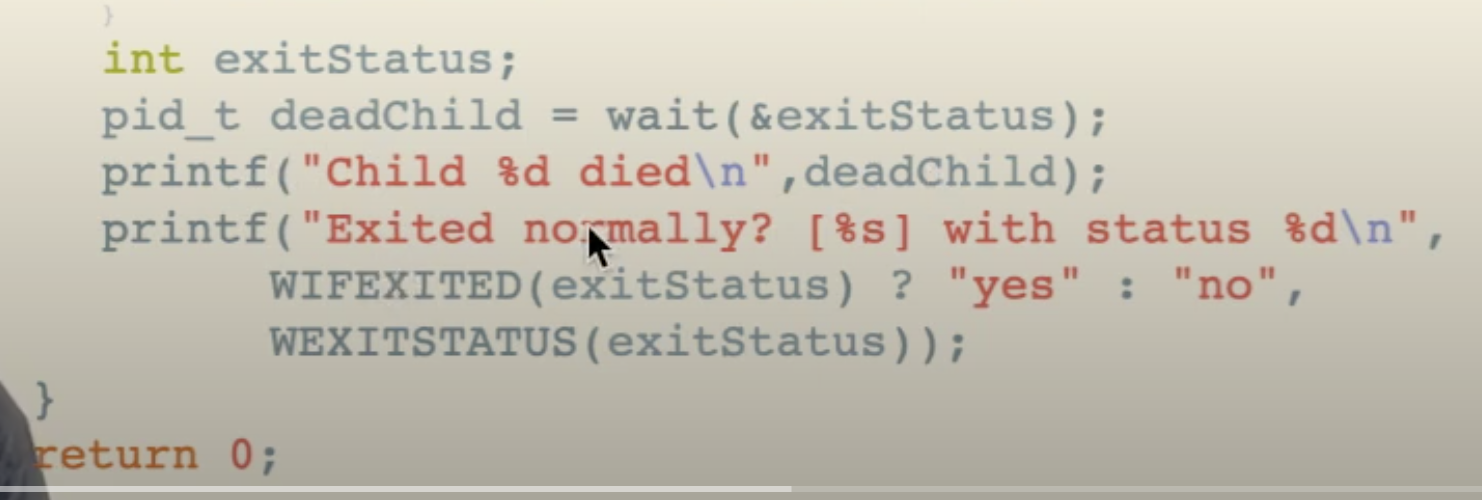 }
int exitStatus;
pid_t deadChild = wait(&exitStatus);
printf("Child %d died\n",deadChild);
printf("Exited normally? [%s] with status %d\n",
WIFEXITED(exitStatus) ? "yes" : "no",
WEXITSTATUS(exitStatus));
}
return 0;